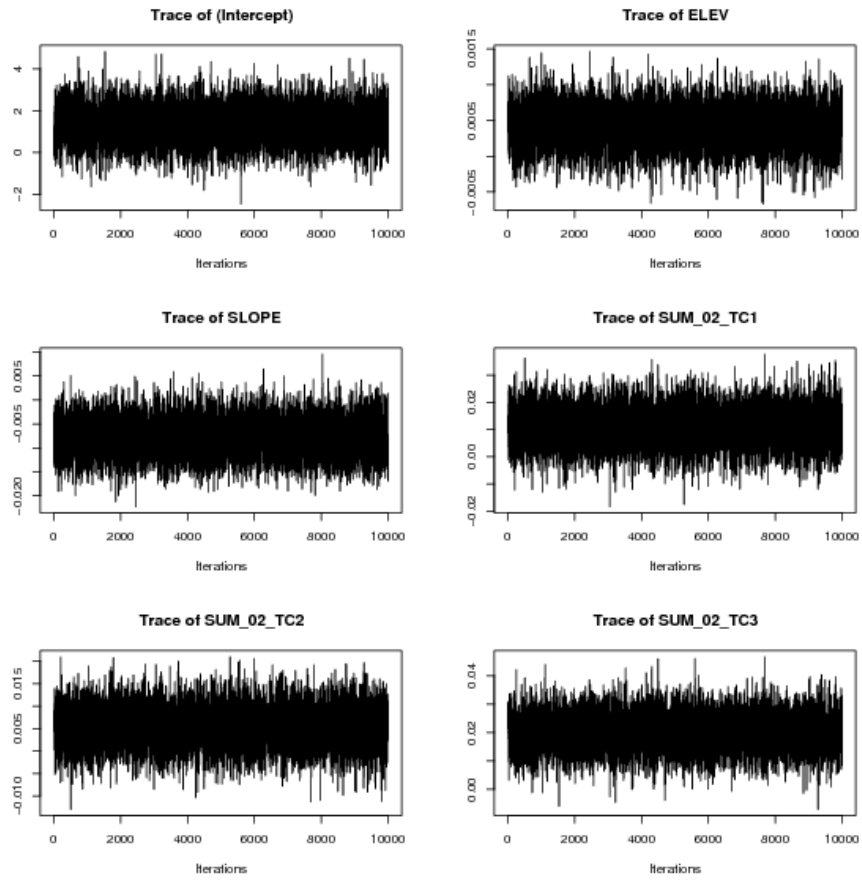 Trace of (Intercept)
−2 0 2 4
0 2000 4000 6000 8000 10000
Iterations
Trace of ELEV
−0.0005 0.0005 0.0015
0 2000 4000 6000 8000 10000
Iterations
Trace of SLOPE
−0.020 −0.005 0.005
0 2000 4000 6000 8000 10000
Iterations
Trace of SUM_02_TC1
−0.02 0.00 0.02
0 2000 4000 6000 8000 10000
Iterations
Trace of SUM_02_TC2
−0.010 0.005 0.015
0 2000 4000 6000 8000 10000
Iterations
Trace of SUM_02_TC3
0.00 0.02 0.04
0 2000 4000 6000 8000 10000
Iterations